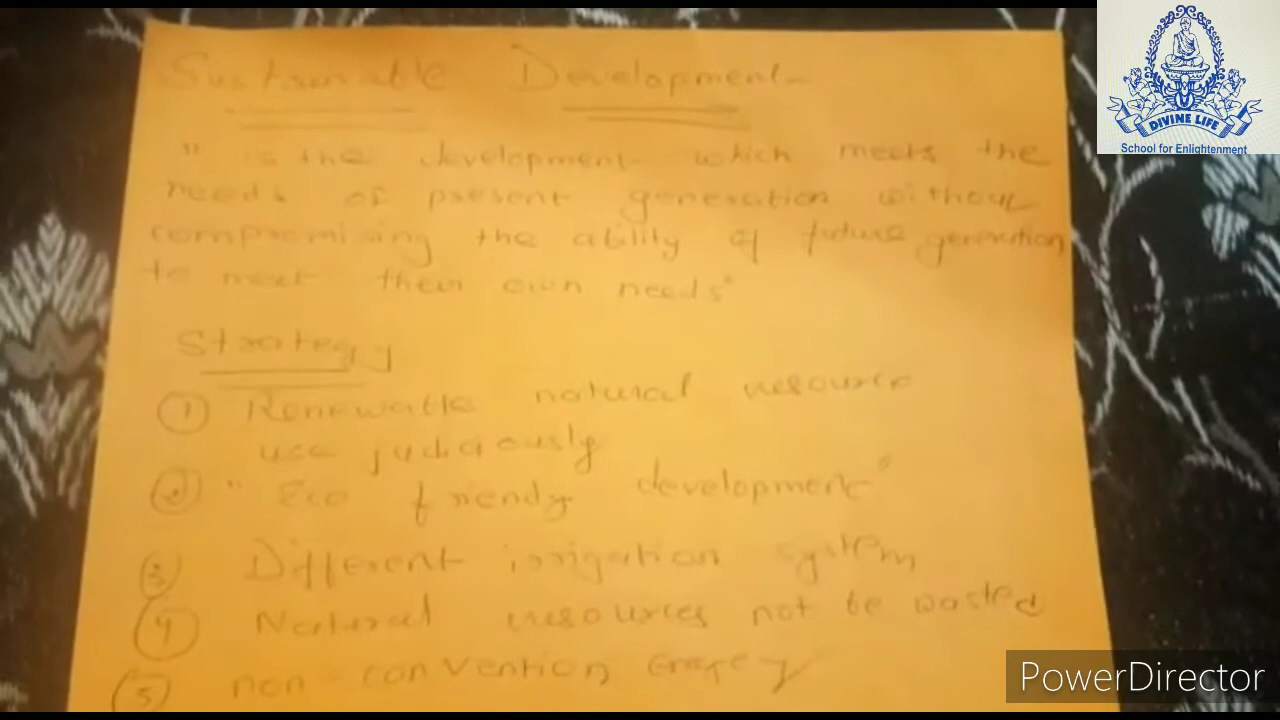 Sustainable Development
" is the development which meets the
needs of present generation without
compromising the ability of future generation
to meet their own needs"
Strategy
① Renewable natural resource
use judiciously
② " Eco friendy development"
③ Different irrigation system
④ Natural resources not be wasted
⑤ non convention Energy
DIVINE LIFE
School for Enlightenment
PowerDirector